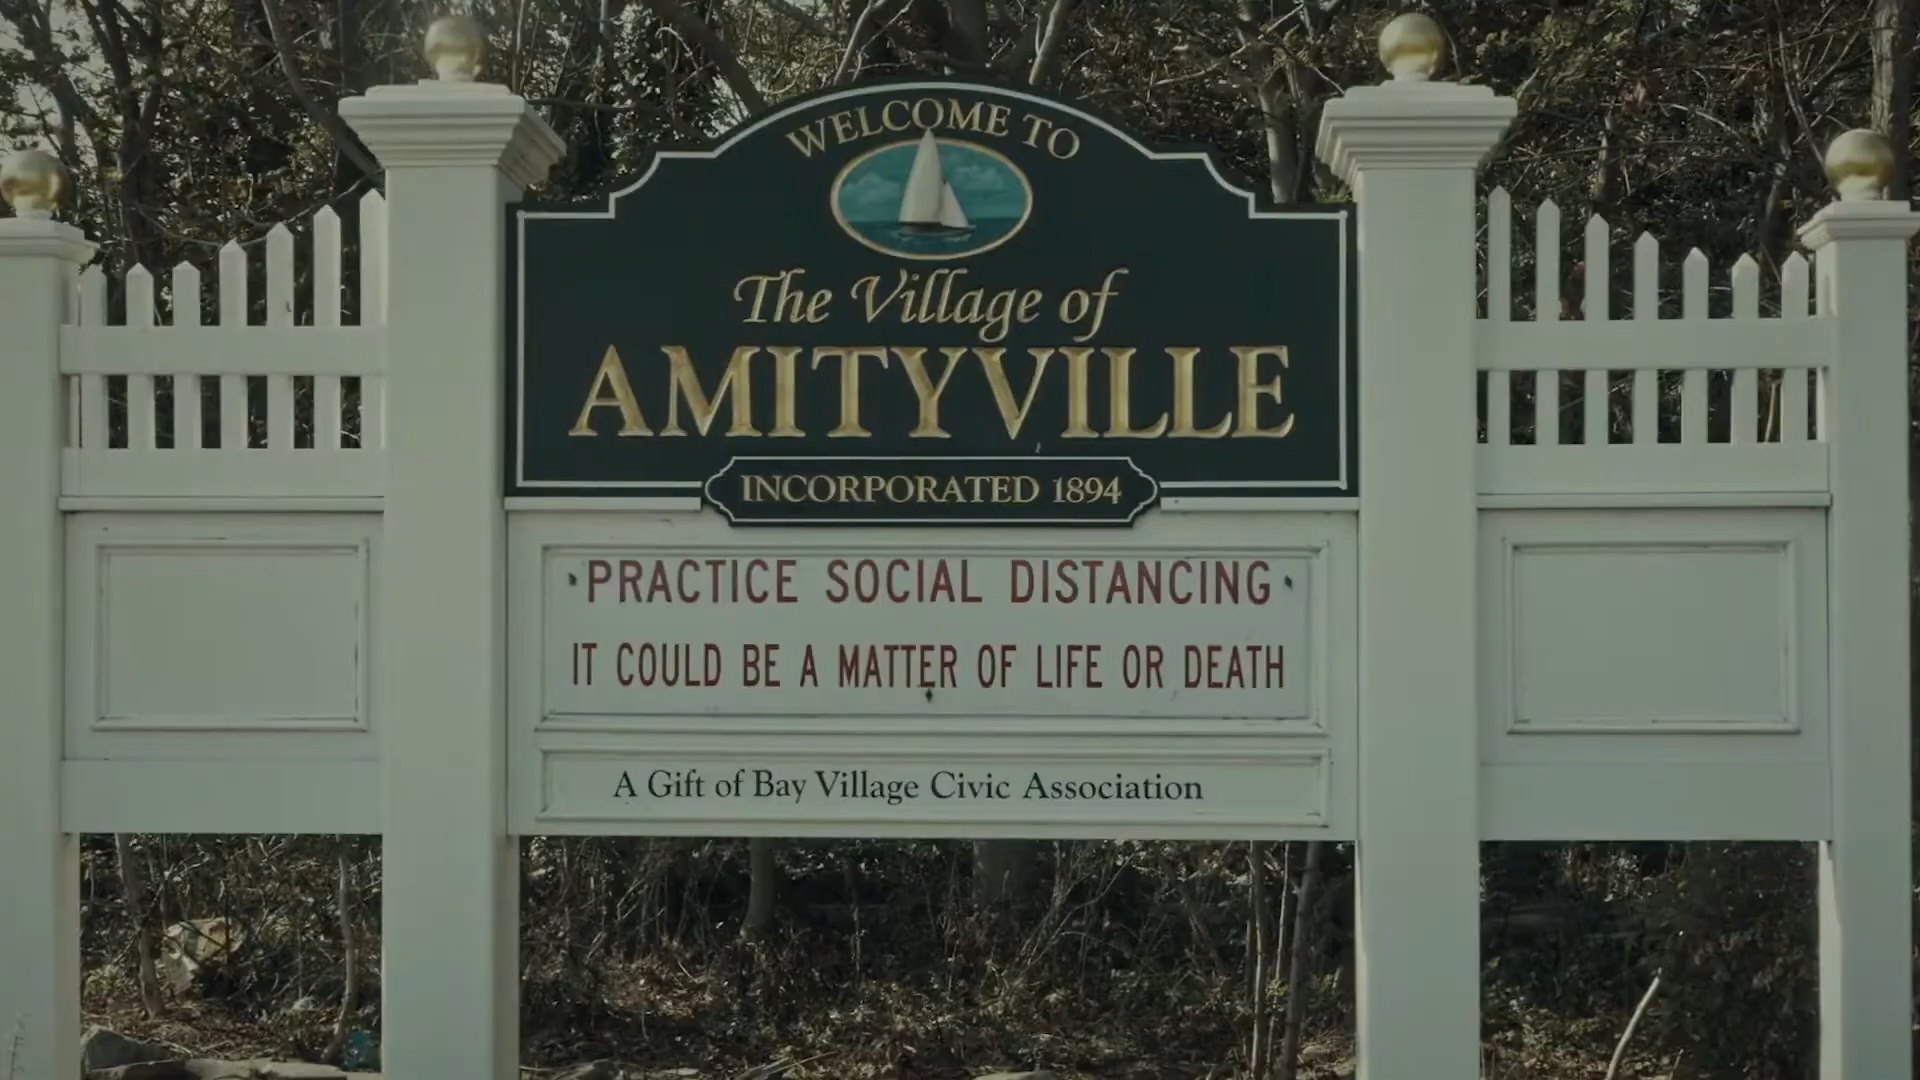 WELCOME TO
The Village of
AMITYVILLE
INCORPORATED 1894
PRACTICE SOCIAL DISTANCING
IT COULD BE A MATTER OF LIFE OR DEATH
A Gift of Bay Village Civic Association